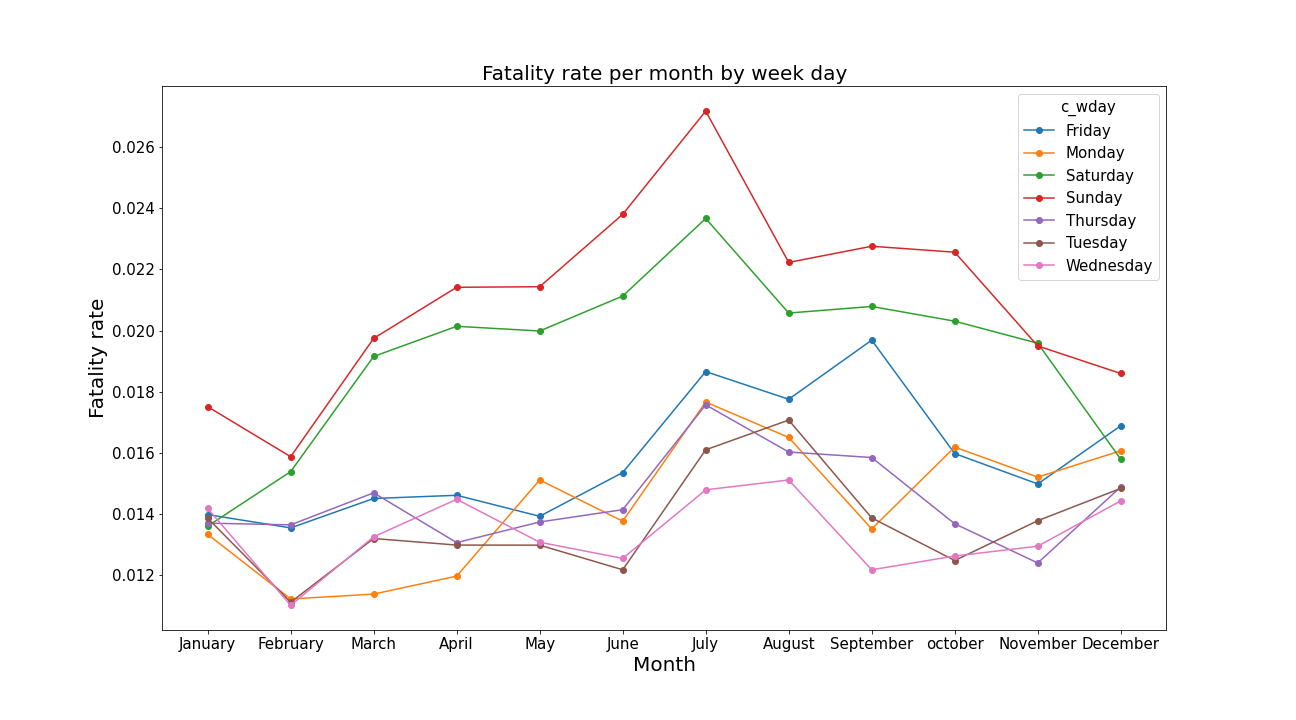 Fatality rate per month by week day
c_wday
Friday
Monday
Saturday
Sunday
Thursday
Tuesday
Wednesday
Fatality rate
0.026
0.024
0.022
0.020
0.018
0.016
0.014
0.012
January February March April May June July August September october November December
Month